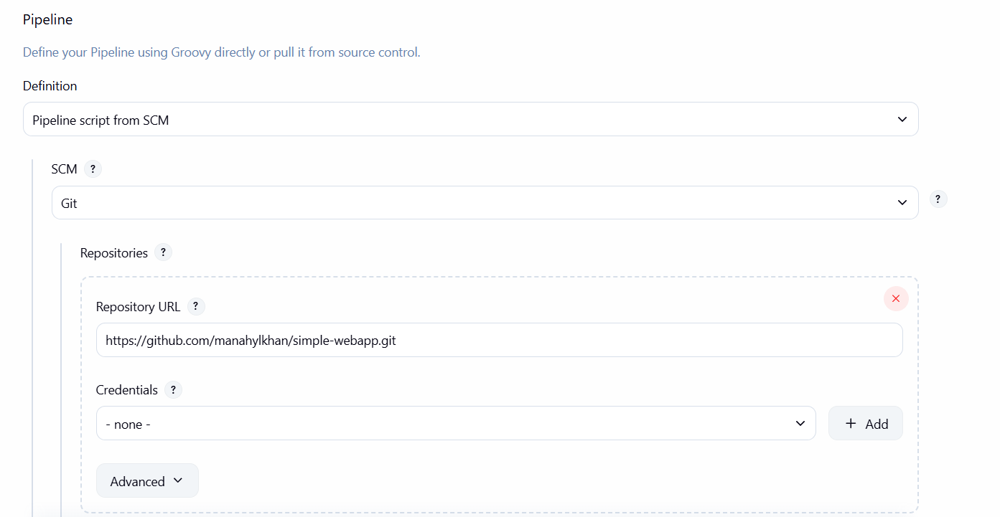 Pipeline
Define your Pipeline using Groovy directly or pull it from source control.
Definition
Pipeline script from SCM
SCM ?
Git
?
Repositories ?
Repository URL ?
https://github.com/manahylkhan/simple-webapp.git
Credentials ?
- none -
+ Add
Advanced